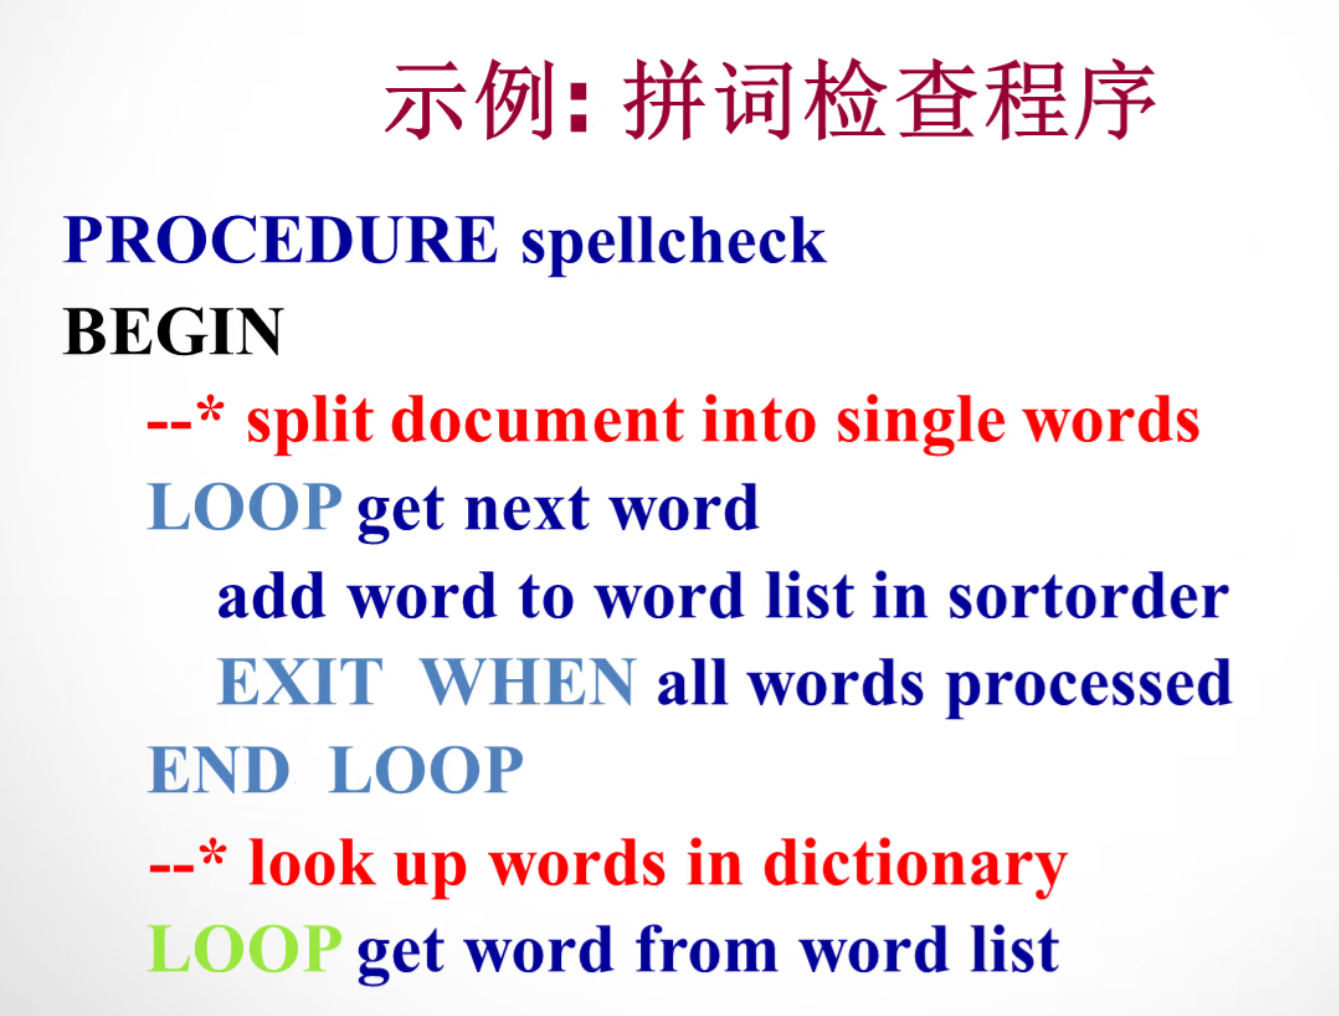 示例: 拼词检查程序
PROCEDURE spellcheck
BEGIN
--* split document into single words
LOOP get next word
add word to word list in sortorder
EXIT WHEN all words processed
END LOOP
--* look up words in dictionary
LOOP get word from word list